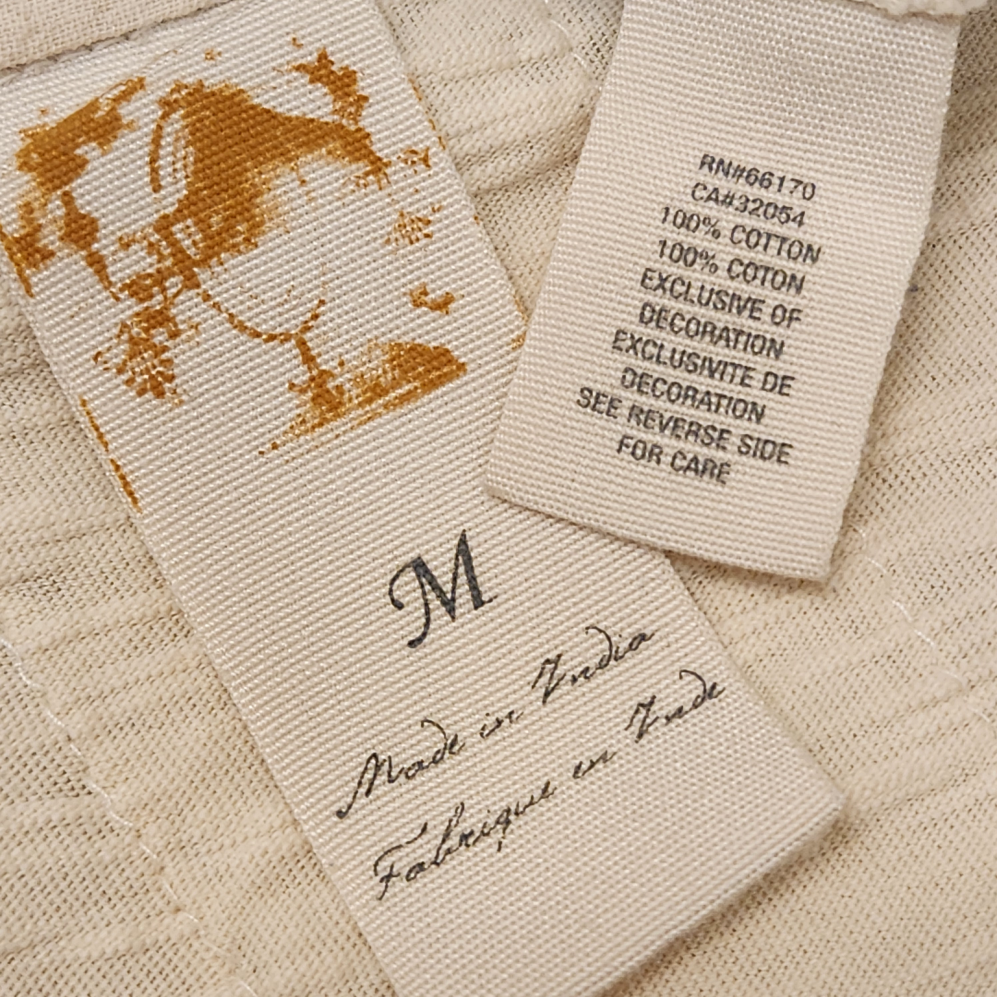 M
Made in India
Fabrique en Inde
RN#66170
CA#32054
100% COTTON
100% COTON
EXCLUSIVE OF
DECORATION
EXCLUSIVITE DE
DECORATION
SEE REVERSE SIDE
FOR CARE